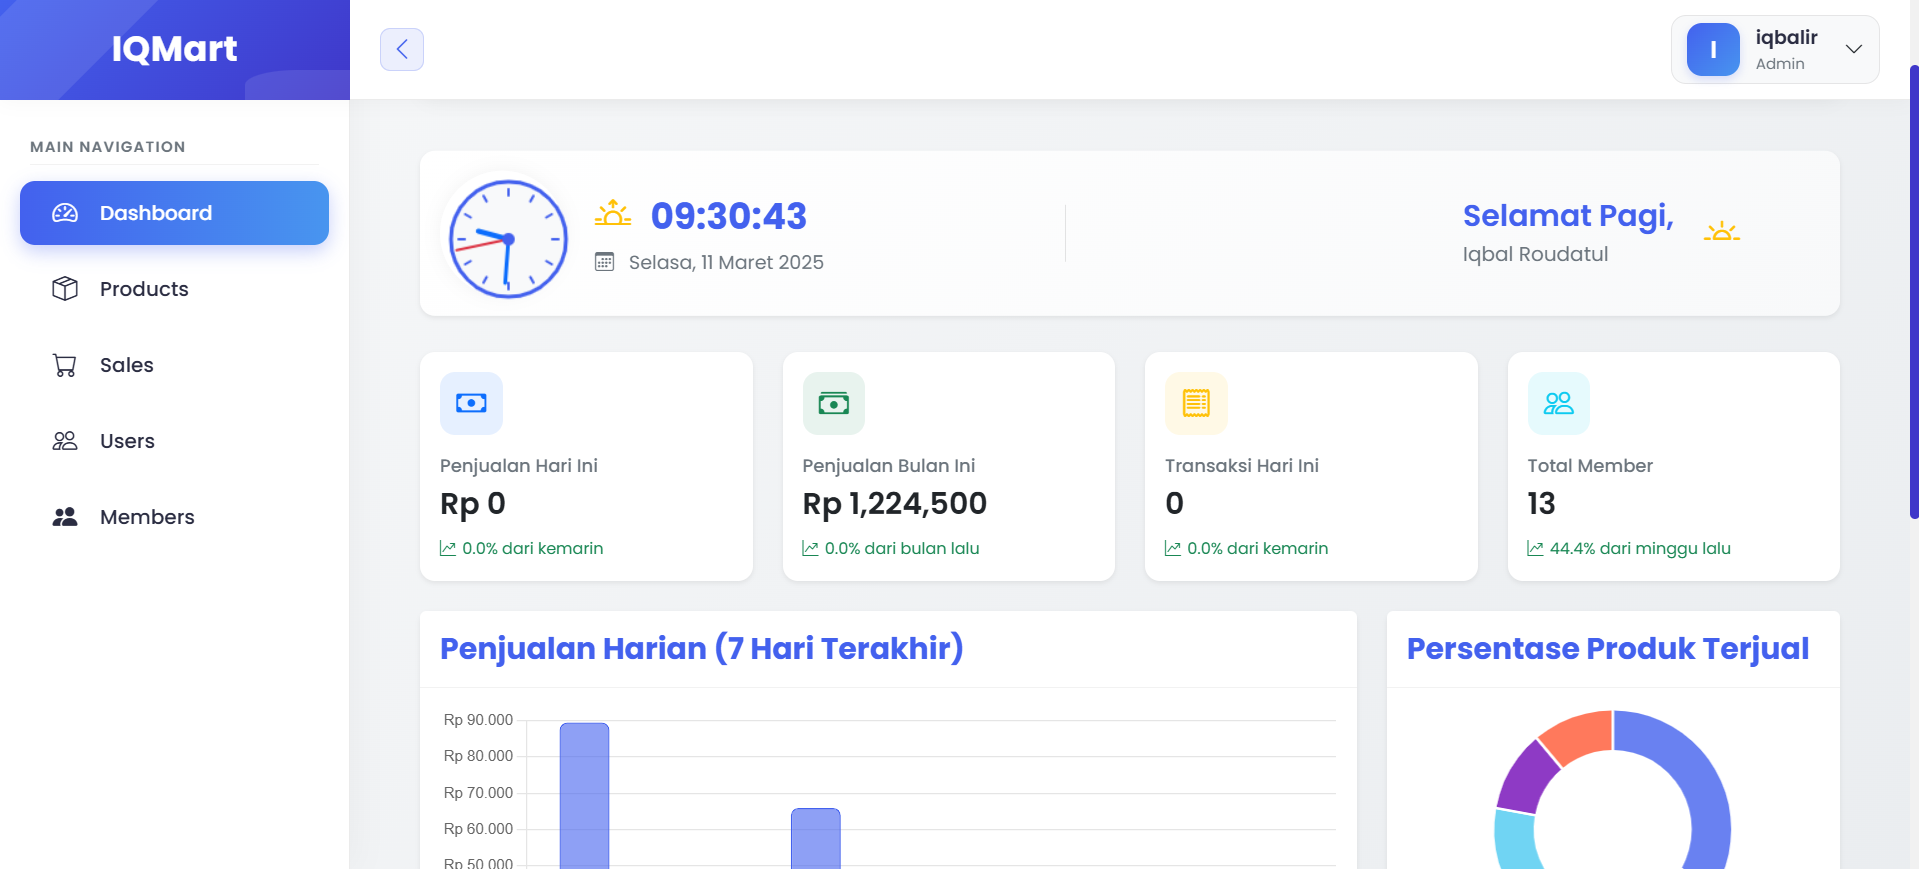 IQMart
I
iqbalir
Admin
MAIN NAVIGATION
Dashboard
Products
Sales
Users
Members
09:30:43
Selasa, 11 Maret 2025
Selamat Pagi,
Iqbal Roudatul
Penjualan Hari Ini
Rp 0
0.0% dari kemarin
Penjualan Bulan Ini
Rp 1,224,500
0.0% dari bulan lalu
Transaksi Hari Ini
0
0.0% dari kemarin
Total Member
13
44.4% dari minggu lalu
Penjualan Harian (7 Hari Terakhir)
Rp 90.000
Rp 80.000
Rp 70.000
Rp 60.000
Rp 50.000
Persentase Produk Terjual